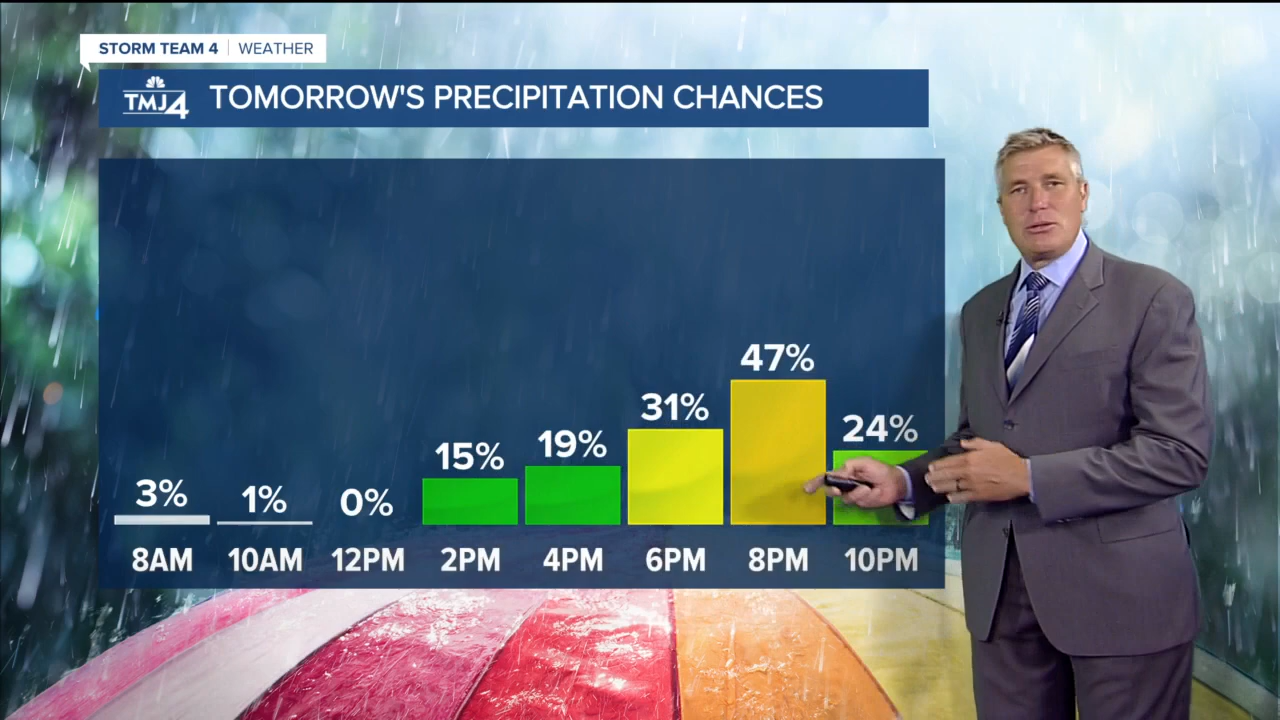 STORM TEAM 4 | WEATHER
TMJ4 TOMORROW'S PRECIPITATION CHANCES
3% 1% 0% 15% 19% 31% 47% 24%
8AM 10AM 12PM 2PM 4PM 6PM 8PM 10PM